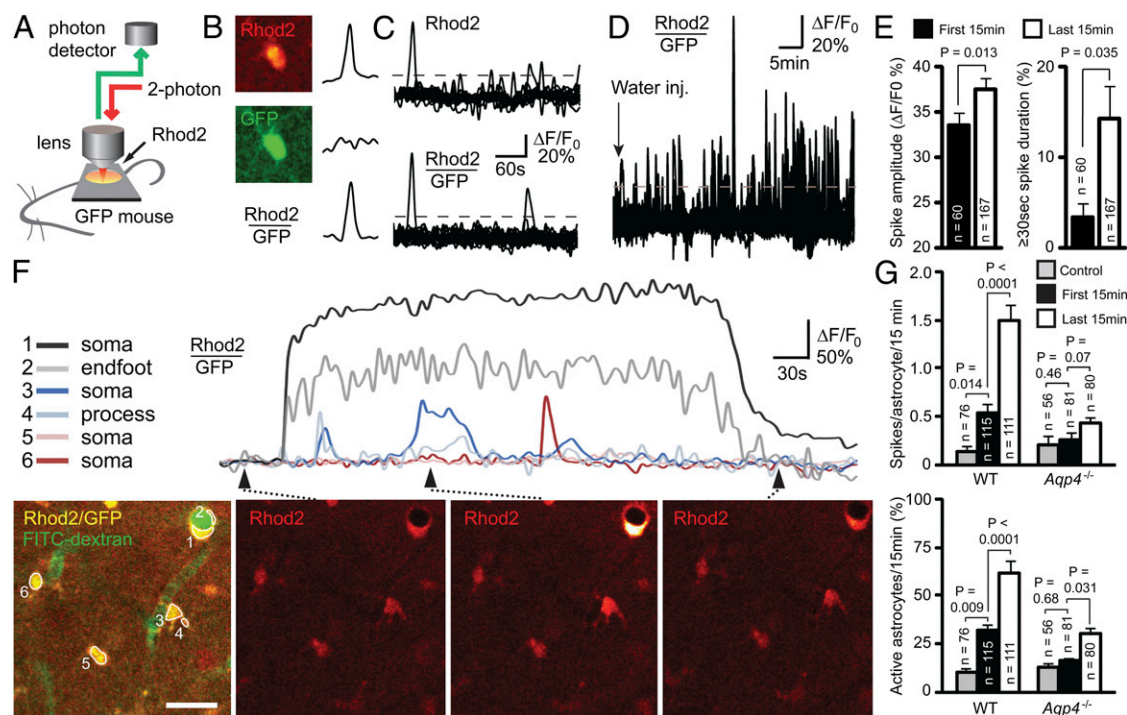 A
photon
detector
2-photon
lens
Rhod2
GFP mouse
B
GFP
Rhod2
GFP
C
Rhod2
Rhod2
GFP
60s
ΔF/F0
20%
D
Rhod2
GFP
ΔF/F0
20%
5min
Water inj.
E
First 15min
Last 15min
P = 0.013
Spike amplitude (ΔF/F0 %)
40
35
30
25
20
n = 60
n = 167
P = 0.035
≥30sec spike duration (%)
20
10
0
n = 60
n = 167
F
1 soma
2 endfoot
3 soma
4 process
5 soma
6 soma
Rhod2
GFP
ΔF/F0
50%
30s
Rhod2/GFP
FITC-dextran
2
1
6
3
4
5
Rhod2
Rhod2
Rhod2
G
Control
First 15min
Last 15min
Spikes/astrocyte/15 min
2.0
1.5
1.0
0.5
0
P <
0.0001
P =
0.014
P =
0.46
P =
0.07
n = 76
n = 115
n = 111
n = 56
n = 81
n = 80
WT
Aqp4-/-
Active astrocytes/15min (%)
100
75
50
25
0
P <
0.0001
P =
0.009
P =
0.68
P =
0.031
n = 76
n = 115
n = 111
n = 56
n = 81
n = 80
WT
Aqp4-/-